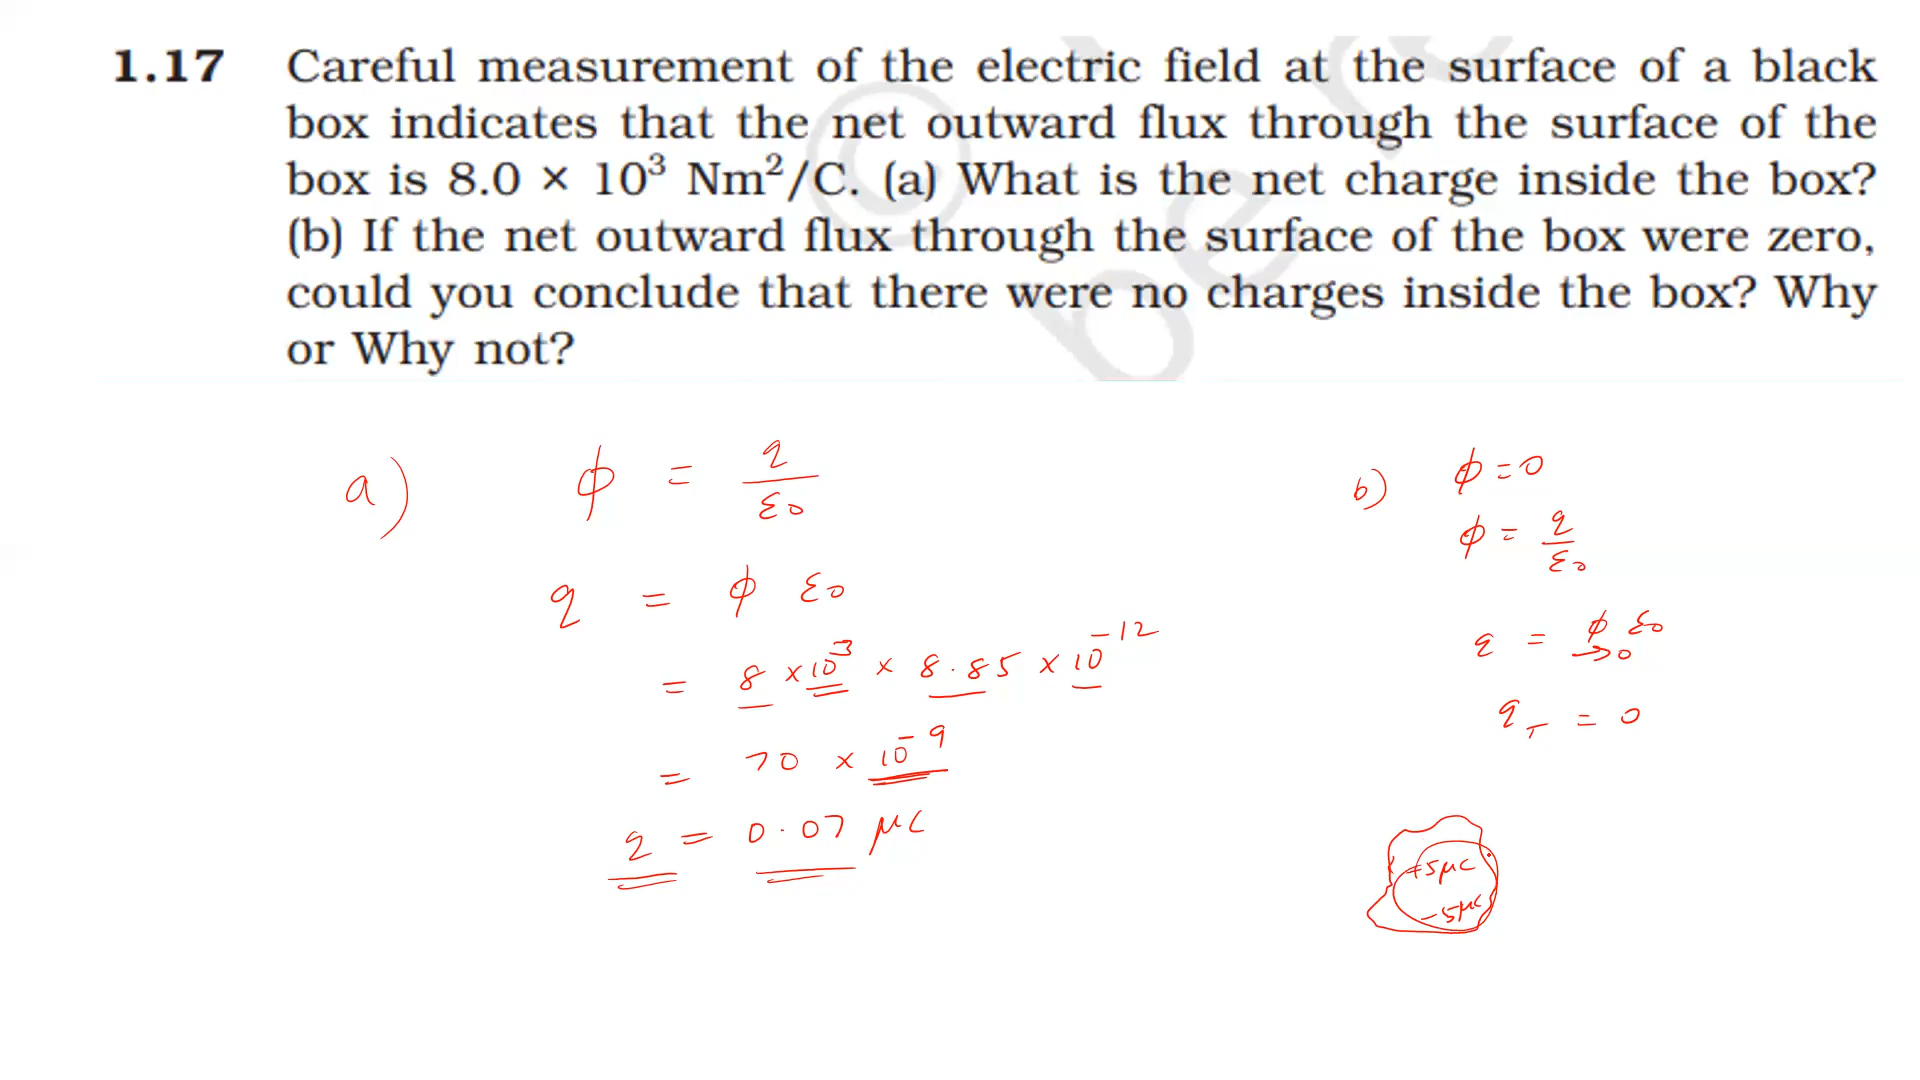 1.17 Careful measurement of the electric field at the surface of a black
box indicates that the net outward flux through the surface of the
box is 8.0 × 10³ Nm²/C. (a) What is the net charge inside the box?
(b) If the net outward flux through the surface of the box were zero,
could you conclude that there were no charges inside the box? Why
or Why not?
a) ϕ = q/ε0
q = ϕ ε0
= 8 × 10³ × 8.85 × 10⁻¹²
= 70 × 10⁻⁹
q = 0.07 μC
b) ϕ = 0
ϕ = q/ε0
q = ϕ ε0
→0
qT = 0
+5μC
-5μC